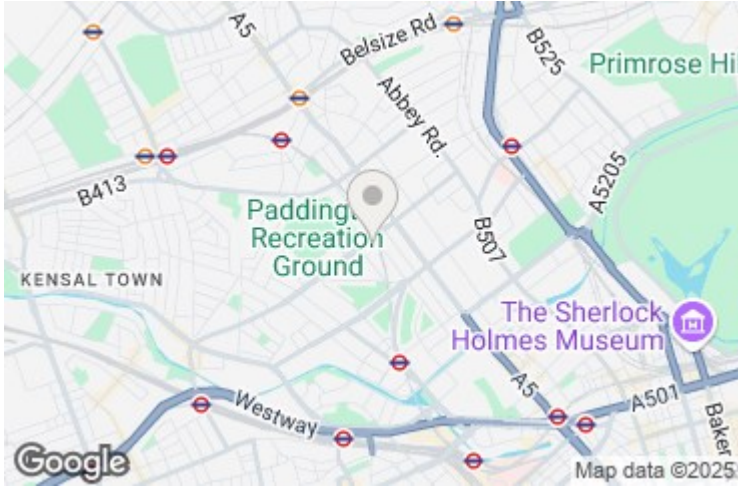 A5
Belsize Rd
B525
Primrose Hi
Abbey Rd.
A5205
B413
Paddingt
Recreation
Ground
B507
KENSAL TOWN
The Sherlock
Holmes Museum
A5
A501
Westway
Baker
Google
Map data ©2025